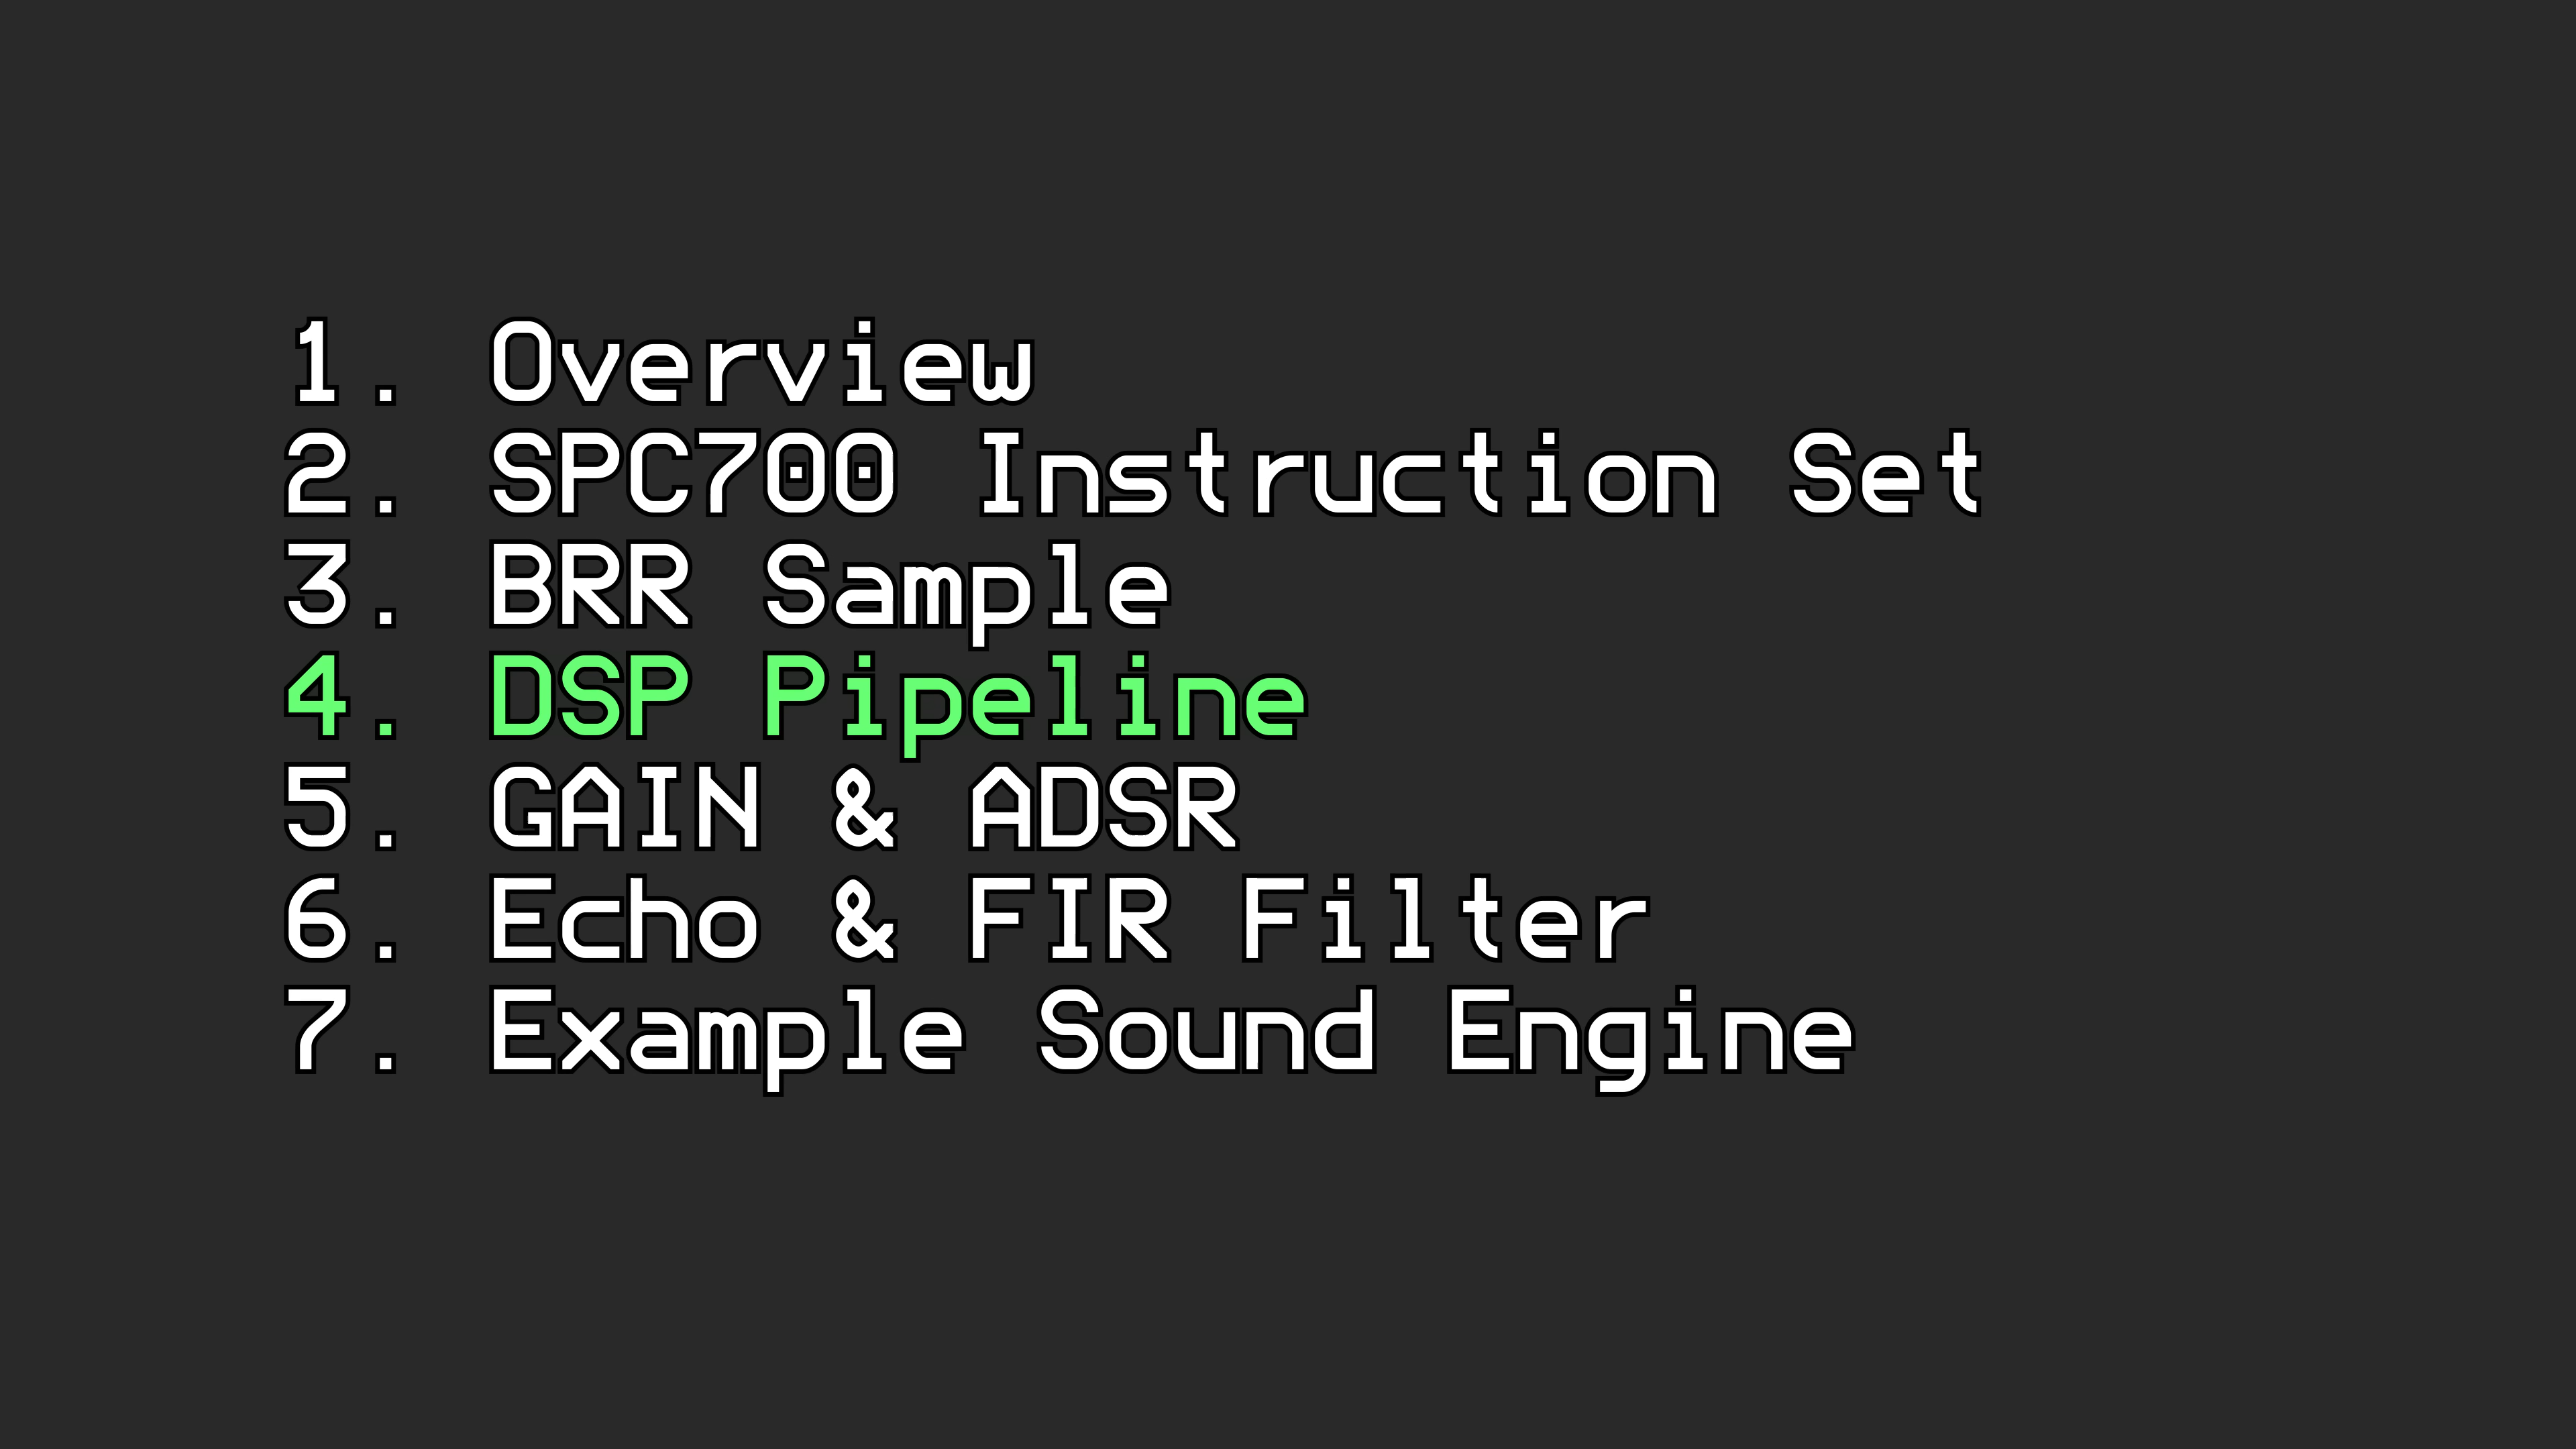 1. Overview
2. SPC700 Instruction Set
3. BRR Sample
4. DSP Pipeline
5. GAIN & ADSR
6. Echo & FIR Filter
7. Example Sound Engine